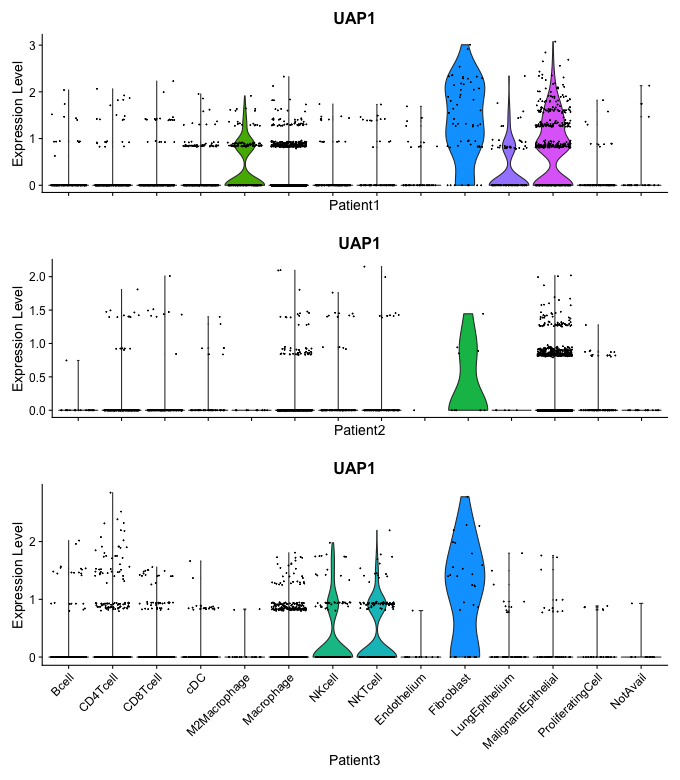 UAP1
Expression Level
3
2
1
0
Patient1
UAP1
Expression Level
2.0
1.5
1.0
0.5
0.0
Patient2
UAP1
Expression Level
2
1
0
Bcell
CD4Tcell
CD8Tcell
cDC
M2Macrophage
Macrophage
NKcell
NKTcell
Endothelium
Fibroblast
LungEpithelium
MalignantEpithelial
ProliferatingCell
NotAvail
Patient3